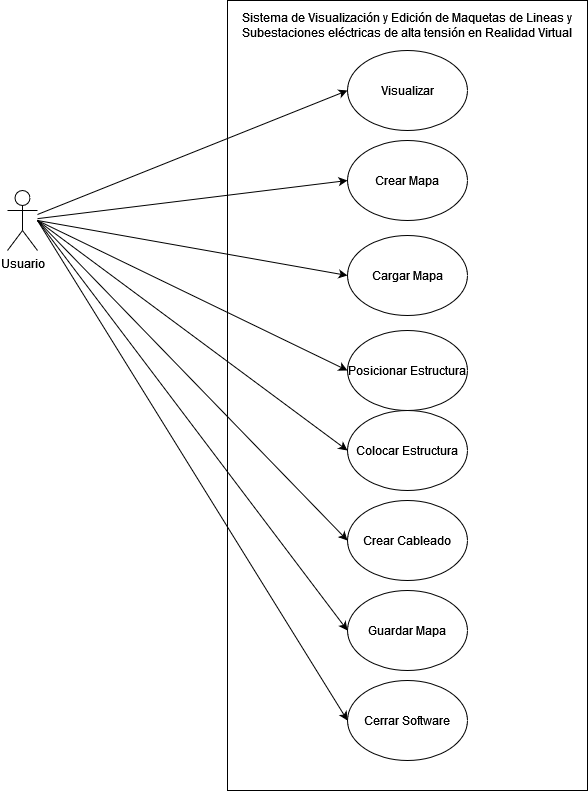 Sistema de Visualización y Edición de Maquetas de Lineas y
Subestaciones eléctricas de alta tensión en Realidad Virtual
Visualizar
Crear Mapa
Usuario
Cargar Mapa
Posicionar Estructura
Colocar Estructura
Crear Cableado
Guardar Mapa
Cerrar Software